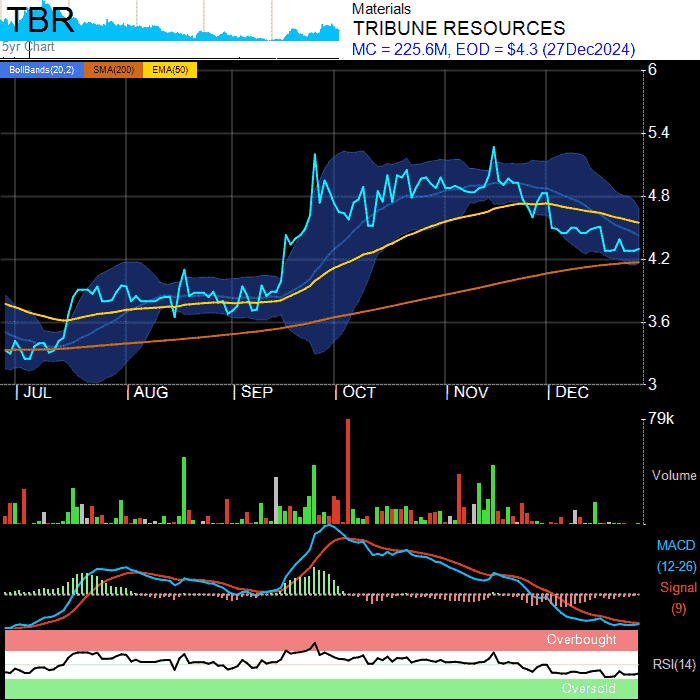 TBR
5yr Chart
Materials
TRIBUNE RESOURCES
MC = 225.6M, EOD = $4.3 (27Dec2024)
BollBands(20,2) SMA(200) EMA(50)
6
5.4
4.8
4.2
3.6
3
JUL AUG SEP OCT NOV DEC
79k
Volume
MACD
(12-26)
Signal
(9)
Overbought
RSI(14)
Oversold